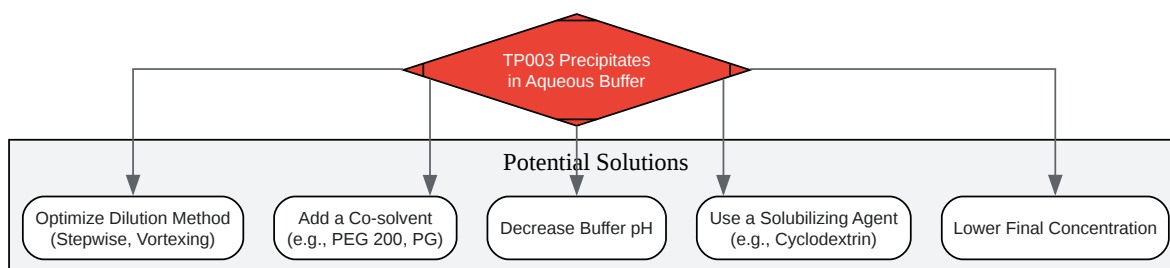 TP003 Precipitates
in Aqueous Buffer
Potential Solutions
Optimize Dilution Method
(Stepwise, Vortexing)
Add a Co-solvent
(e.g., PEG 200, PG)
Decrease Buffer pH
Use a Solubilizing Agent
(e.g., Cyclodextrin)
Lower Final Concentration